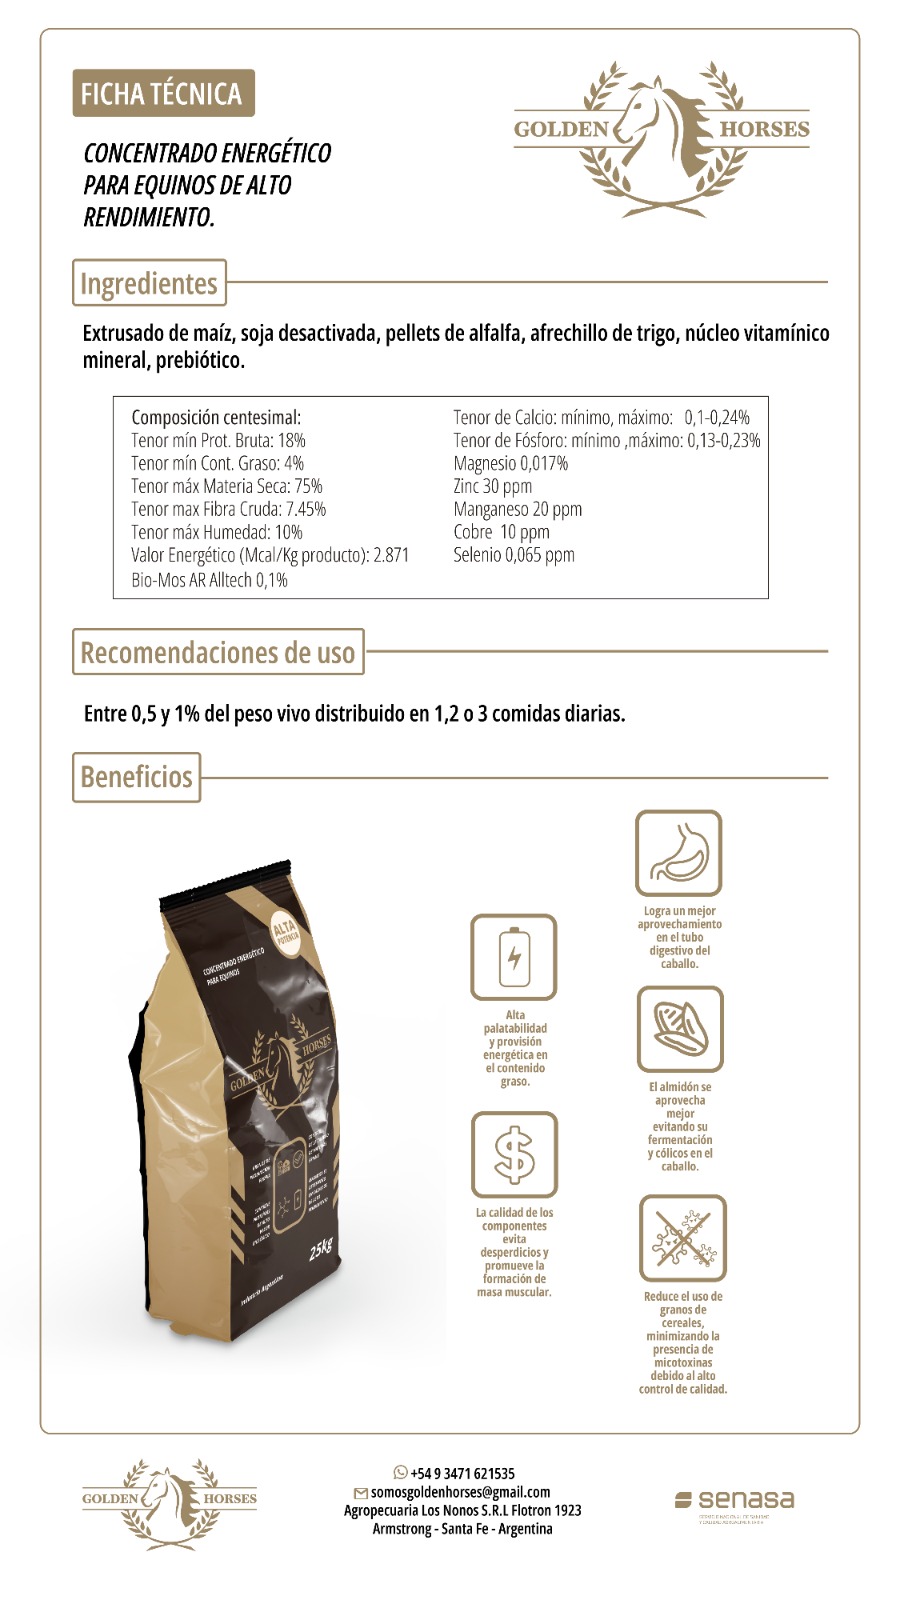 FICHA TÉCNICA
GOLDEN HORSES
CONCENTRADO ENERGÉTICO
PARA EQUINOS DE ALTO
RENDIMIENTO.
Ingredientes
Extrusado de maíz, soja desactivada, pellets de alfalfa, afrechillo de trigo, núcleo vitamínico
mineral, prebiótico.
Composición centesimal:
Tenor mín Prot. Bruta: 18%
Tenor mín Cont. Graso: 4%
Tenor máx Materia Seca: 75%
Tenor max Fibra Cruda: 7.45%
Tenor máx Humedad: 10%
Valor Energético (Mcal/Kg producto): 2.871
Bio-Mos AR Alltech 0,1%
Tenor de Calcio: mínimo, máximo: 0,1-0,24%
Tenor de Fósforo: mínimo ,máximo: 0,13-0,23%
Magnesio 0,017%
Zinc 30 ppm
Manganeso 20 ppm
Cobre 10 ppm
Selenio 0,065 ppm
Recomendaciones de uso
Entre 0,5 y 1% del peso vivo distribuido en 1,2 o 3 comidas diarias.
Beneficios
ALTA
POTENCIA
CONCENTRADO ENERGÉTICO
PARA EQUINOS
GOLDEN HORSES
25kg
Industria Argentina
Alta
palatabilidad
y provisión
energética en
el contenido
graso.
La calidad de los
componentes
evita
desperdicios y
promueve la
formación de
masa muscular.
Logra un mejor
aprovechamiento
en el tubo
digestivo del
caballo.
El almidón se
aprovecha
mejor
evitando su
fermentación
y cólicos en el
caballo.
Reduce el uso de
granos de
cereales,
minimizando la
presencia de
micotoxinas
debido al alto
control de calidad.
GOLDEN HORSES
+54 9 3471 621535
somosgoldenhorses@gmail.com
Agropecuaria Los Nonos S.R.L Flotron 1923
Armstrong - Santa Fe - Argentina
senasa